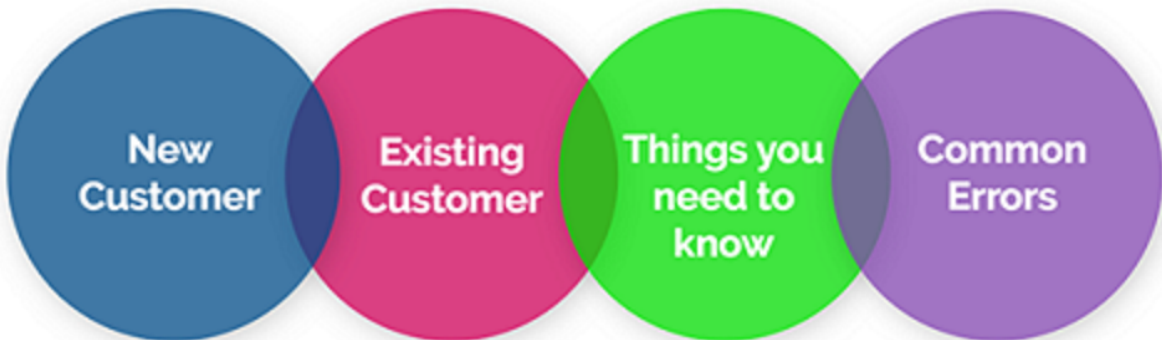 New
Customer
Existing
Customer
Things you
need to
know
Common
Errors